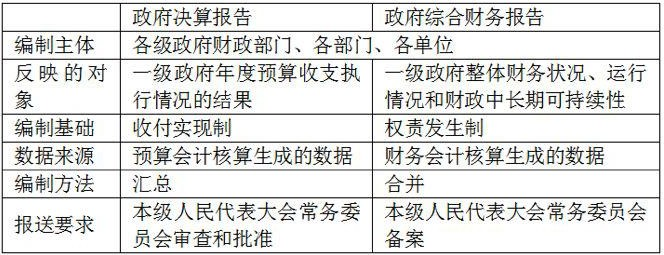 政府决算报告 政府综合财务报告
编制主体 各级政府财政部门、各部门、各单位
反映的对 一级政府年度预算收支执 一级政府整体财务状况、运行
象 行情况的结果 情况和财政中长期可持续性
编制基础 收付实现制 权责发生制
数据来源 预算会计核算生成的数据 财务会计核算生成的数据
编制方法 汇总 合并
报送要求 本级人民代表大会常务委 本级人民代表大会常务委员会
员会审查和批准 备案